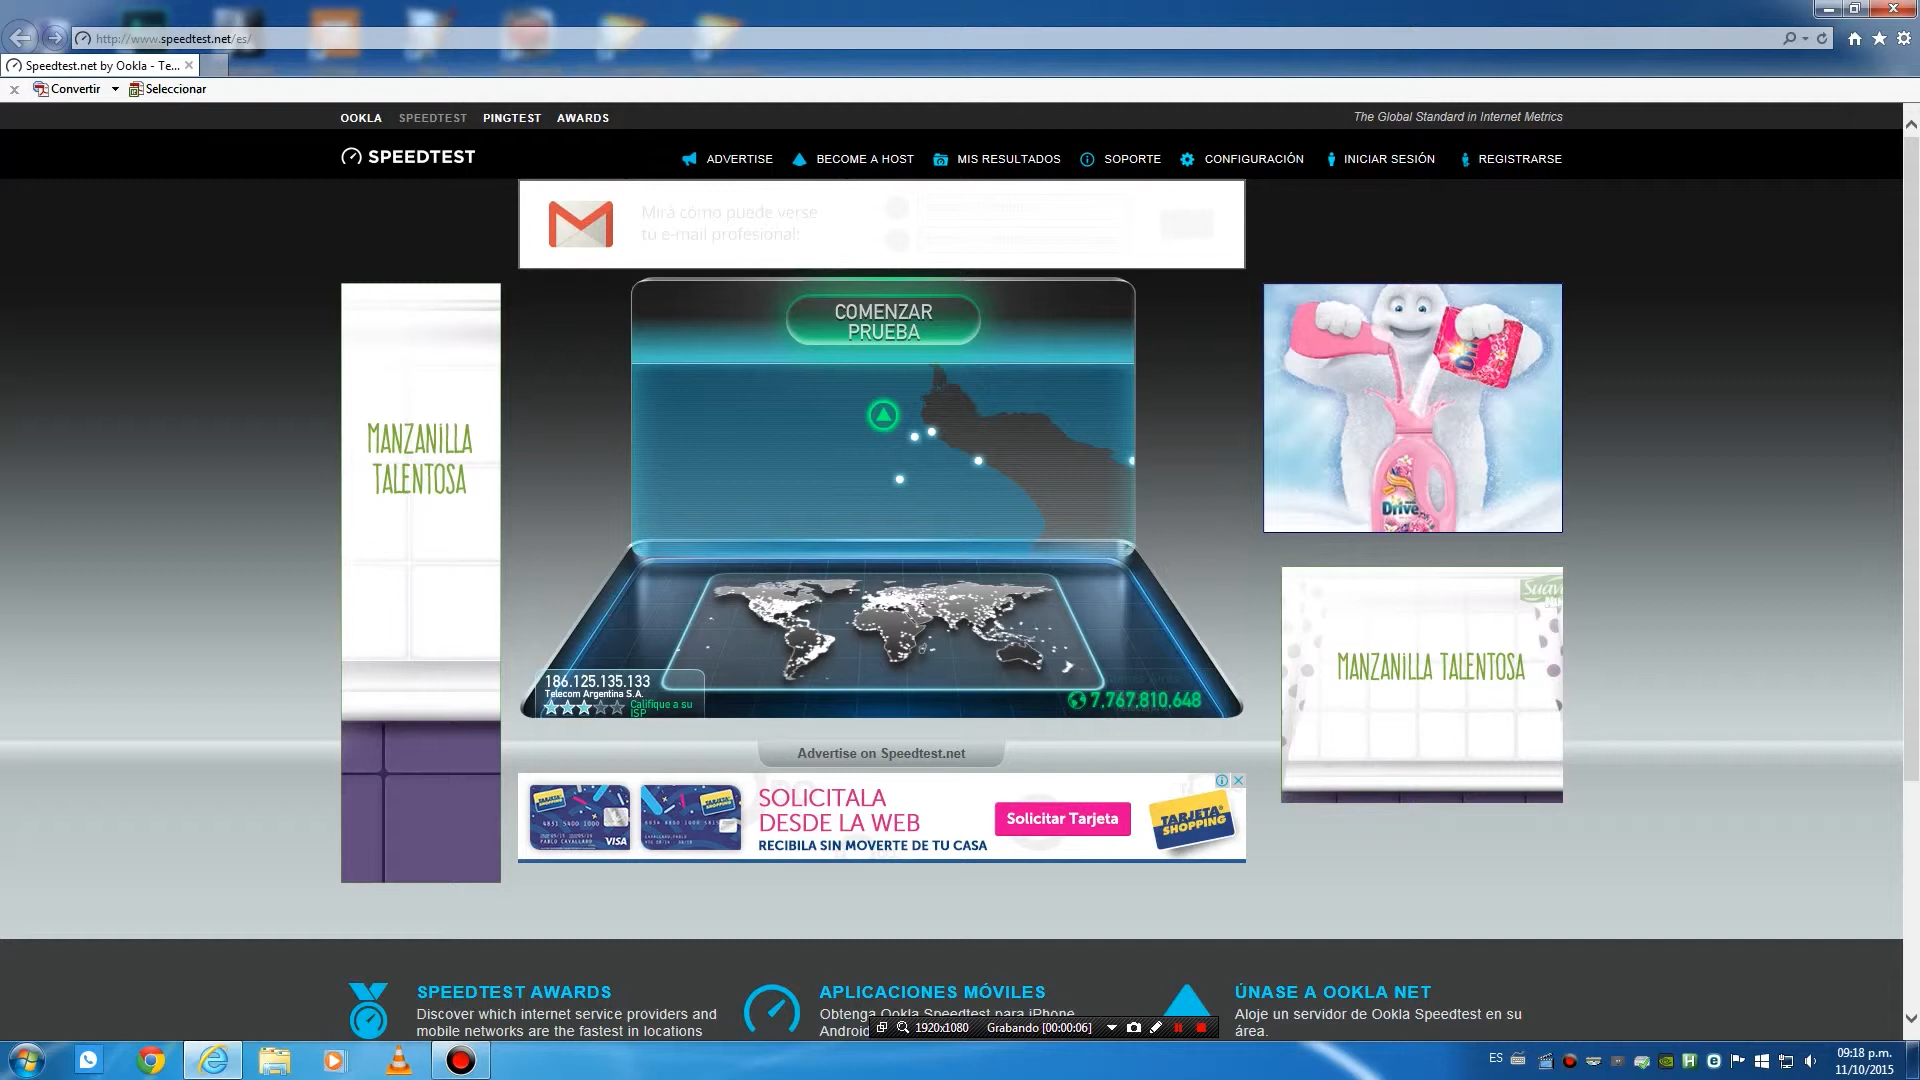 http://www.speedtest.net/es/
Speedtest.net by Ookla - Te...
Convertir
Seleccionar
OOKLA SPEEDTEST PINGTEST AWARDS
The Global Standard in Internet Metrics
SPEEDTEST
ADVERTISE BECOME A HOST MIS RESULTADOS SOPORTE CONFIGURACIÓN INICIAR SESIÓN REGISTRARSE
Mirá cómo puede verse
tu e-mail profesional:
COMENZAR
PRUEBA
MANZANILLA
TALENTOSA
Drive
MANZANILLA TALENTOSA
186.125.135.133
Telecom Argentina S.A.
Califique a su
ISP
7,767,810,648
Advertise on Speedtest.net
TARJETA SHOPPING
VISA
SOLICITALA
DESDE LA WEB
RECIBILA SIN MOVERTE DE TU CASA
Solicitar Tarjeta
TARJETA
SHOPPING
SPEEDTEST AWARDS
Discover which internet service providers and
mobile networks are the fastest in locations
APLICACIONES MÓVILES
Obtenga Ookla Speedtest para iPhone
Android
ÚNASE A OOKLA NET
Aloje un servidor de Ookla Speedtest en su
área.
1920x1080 Grabando [00:00:06]
ES
09:18 p.m.
11/10/2015